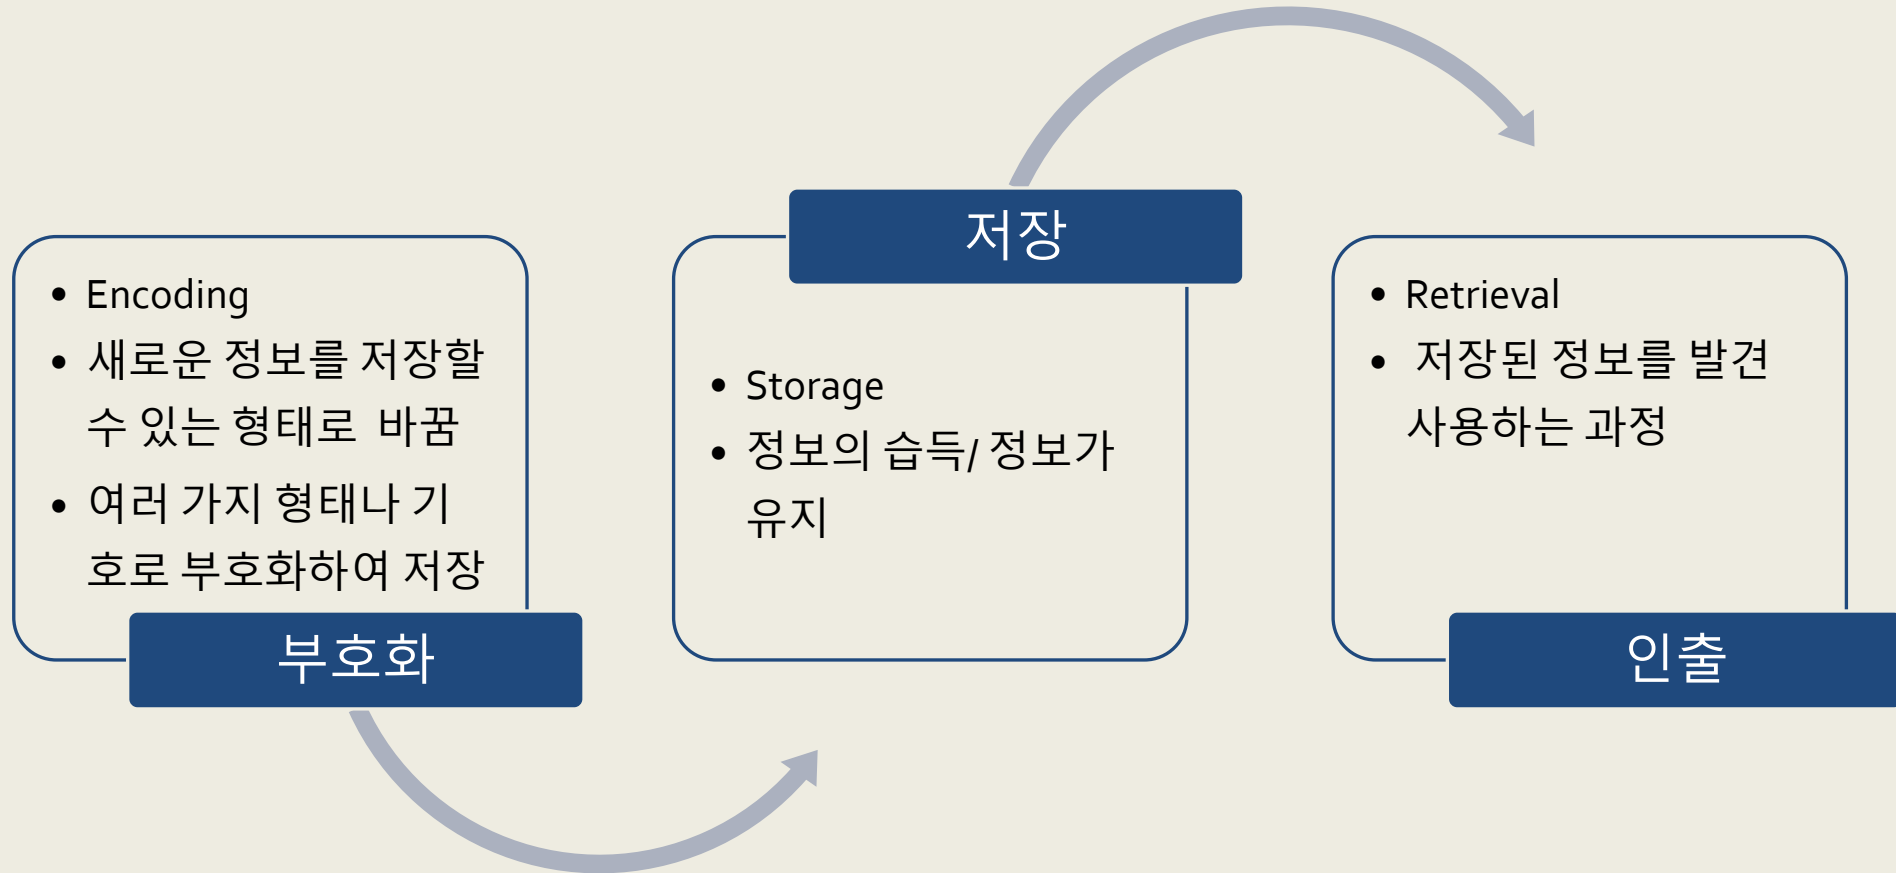 Encoding
새로운 정보를 저장할
수 있는 형태로 바꿈
여러 가지 형태나 기
호로 부호화하여 저장
부호화
저장
Storage
정보의 습득/ 정보가
유지
Retrieval
저장된 정보를 발견
사용하는 과정
인출